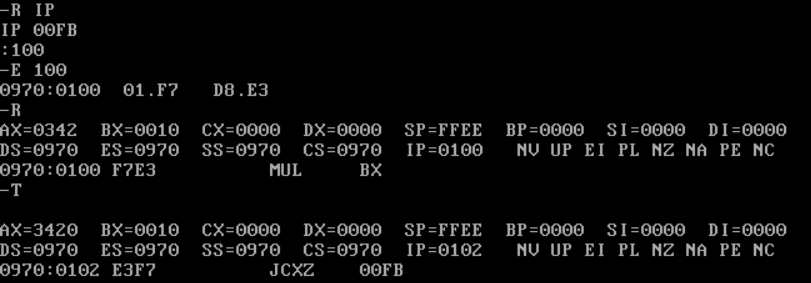 -R IP
IP 00FB
:100
-E 100
0970:0100  01.F7   D8.E3
-R
AX=0342  BX=0010  CX=0000  DX=0000  SP=FFEE  BP=0000  SI=0000  DI=0000
DS=0970  ES=0970  SS=0970  CS=0970  IP=0100   NV UP EI PL NZ NA PE NC
0970:0100 F7E3          MUL     BX
-T
AX=3420  BX=0010  CX=0000  DX=0000  SP=FFEE  BP=0000  SI=0000  DI=0000
DS=0970  ES=0970  SS=0970  CS=0970  IP=0102   NV UP EI PL NZ NA PE NC
0970:0102 E3F7          JCXZ    00FB